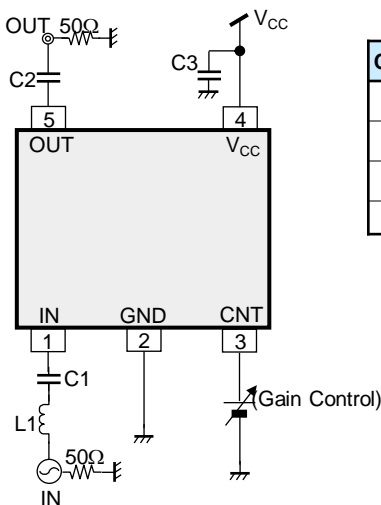 OUT 50Ω
VCC
C3
C2
C
5
4
OUT
VCC
IN
GND
CNT
1
2
3
C1
(Gain Control)
L1
50Ω
IN